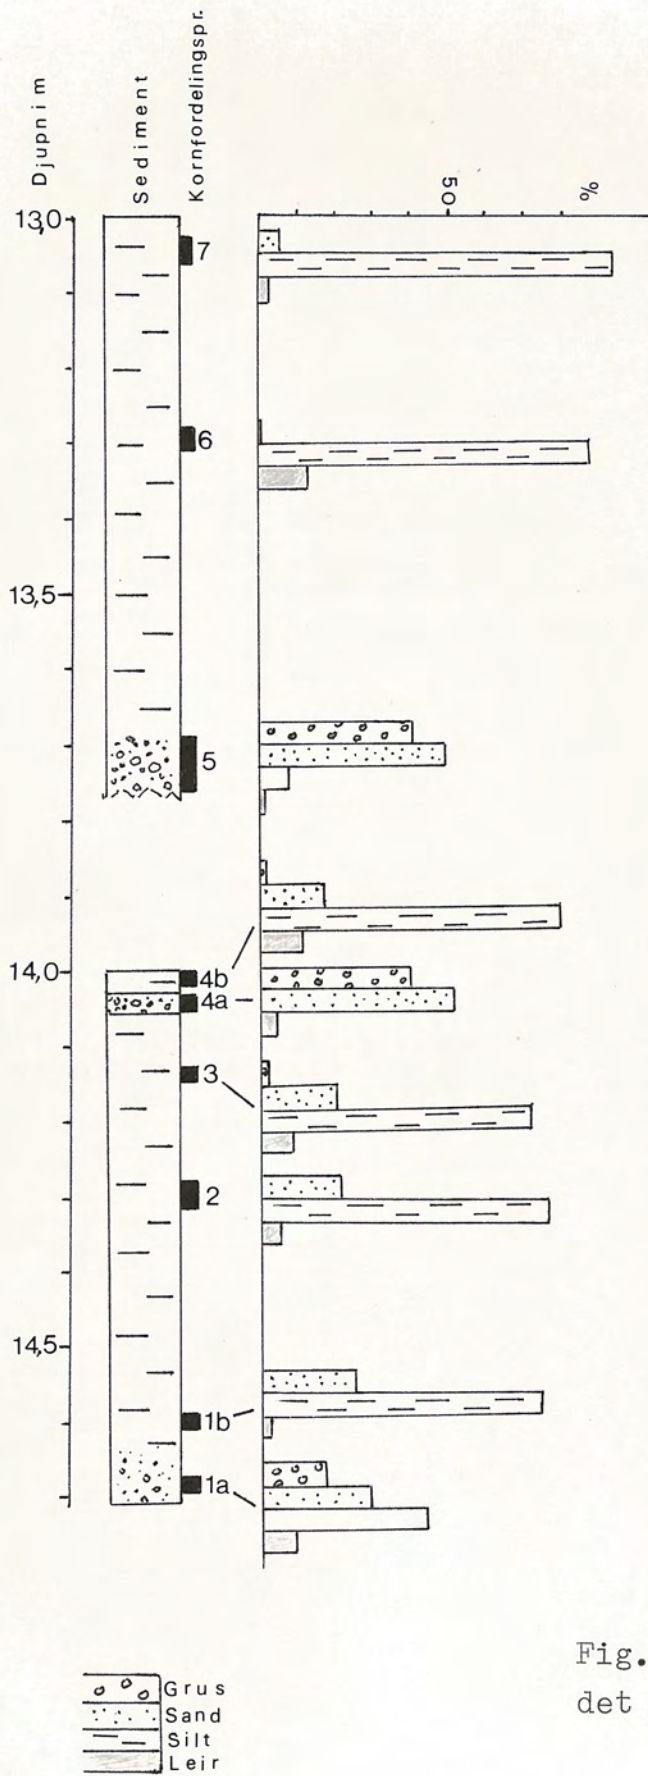 Djup i m
Sediment
Kornfordelingspr.
50
%
13,0
7
6
13,5
5
14,0
4b
4a
3
2
14,5
1b
1a
Grus
Sand
Silt
Leir
Fig.
det